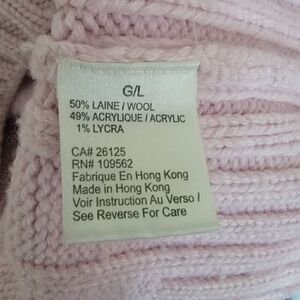 G/L
50% LAINE / WOOL
49% ACRYLIQUE / ACRYLIC
1% LYCRA
CA# 26125
RN# 109562
Fabrique En Hong Kong
Made in Hong Kong
Voir Instruction Au Verso /
See Reverse For Care